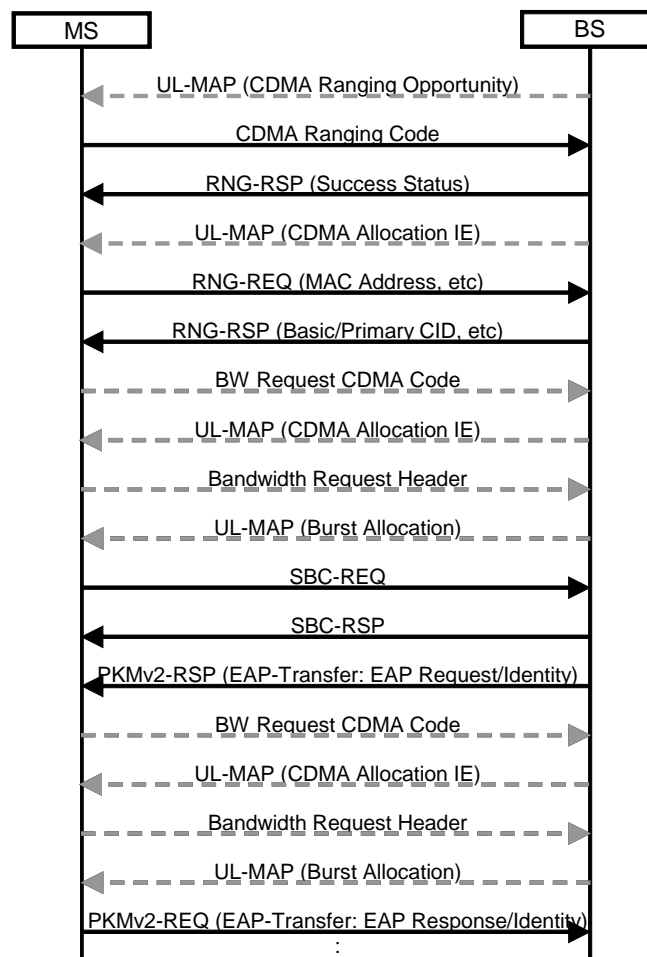 MS
BS
UL-MAP (CDMA Ranging Opportunity)
CDMA Ranging Code
RNG-RSP (Success Status)
UL-MAP (CDMA Allocation IE)
RNG-REQ (MAC Address, etc)
RNG-RSP (Basic/Primary CID, etc)
BW Request CDMA Code
UL-MAP (CDMA Allocation IE)
Bandwidth Request Header
UL-MAP (Burst Allocation)
SBC-REQ
SBC-RSP
PKMv2-RSP (EAP-Transfer: EAP Request/Identity)
BW Request CDMA Code
UL-MAP (CDMA Allocation IE)
Bandwidth Request Header
UL-MAP (Burst Allocation)
PKMv2-REQ (EAP-Transfer: EAP Response/Identity)
: